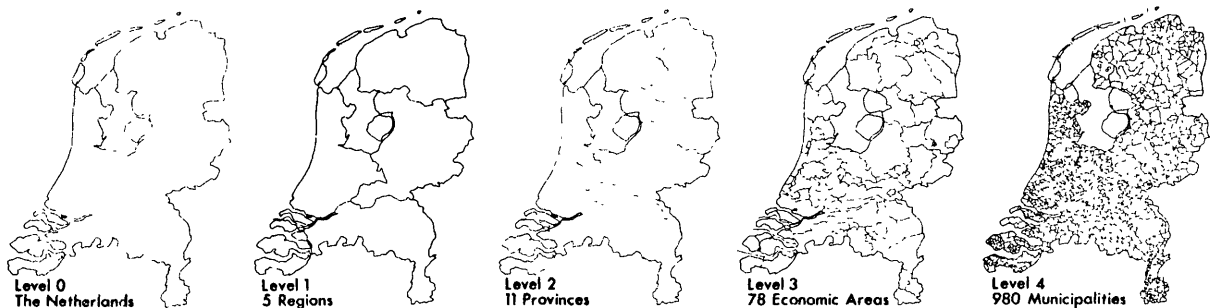 Level 0
The Netherlands
Level 1
5 Regions
Level 2
11 Provinces
Level 3
78 Economic Areas
Level 4
980 Municipalities